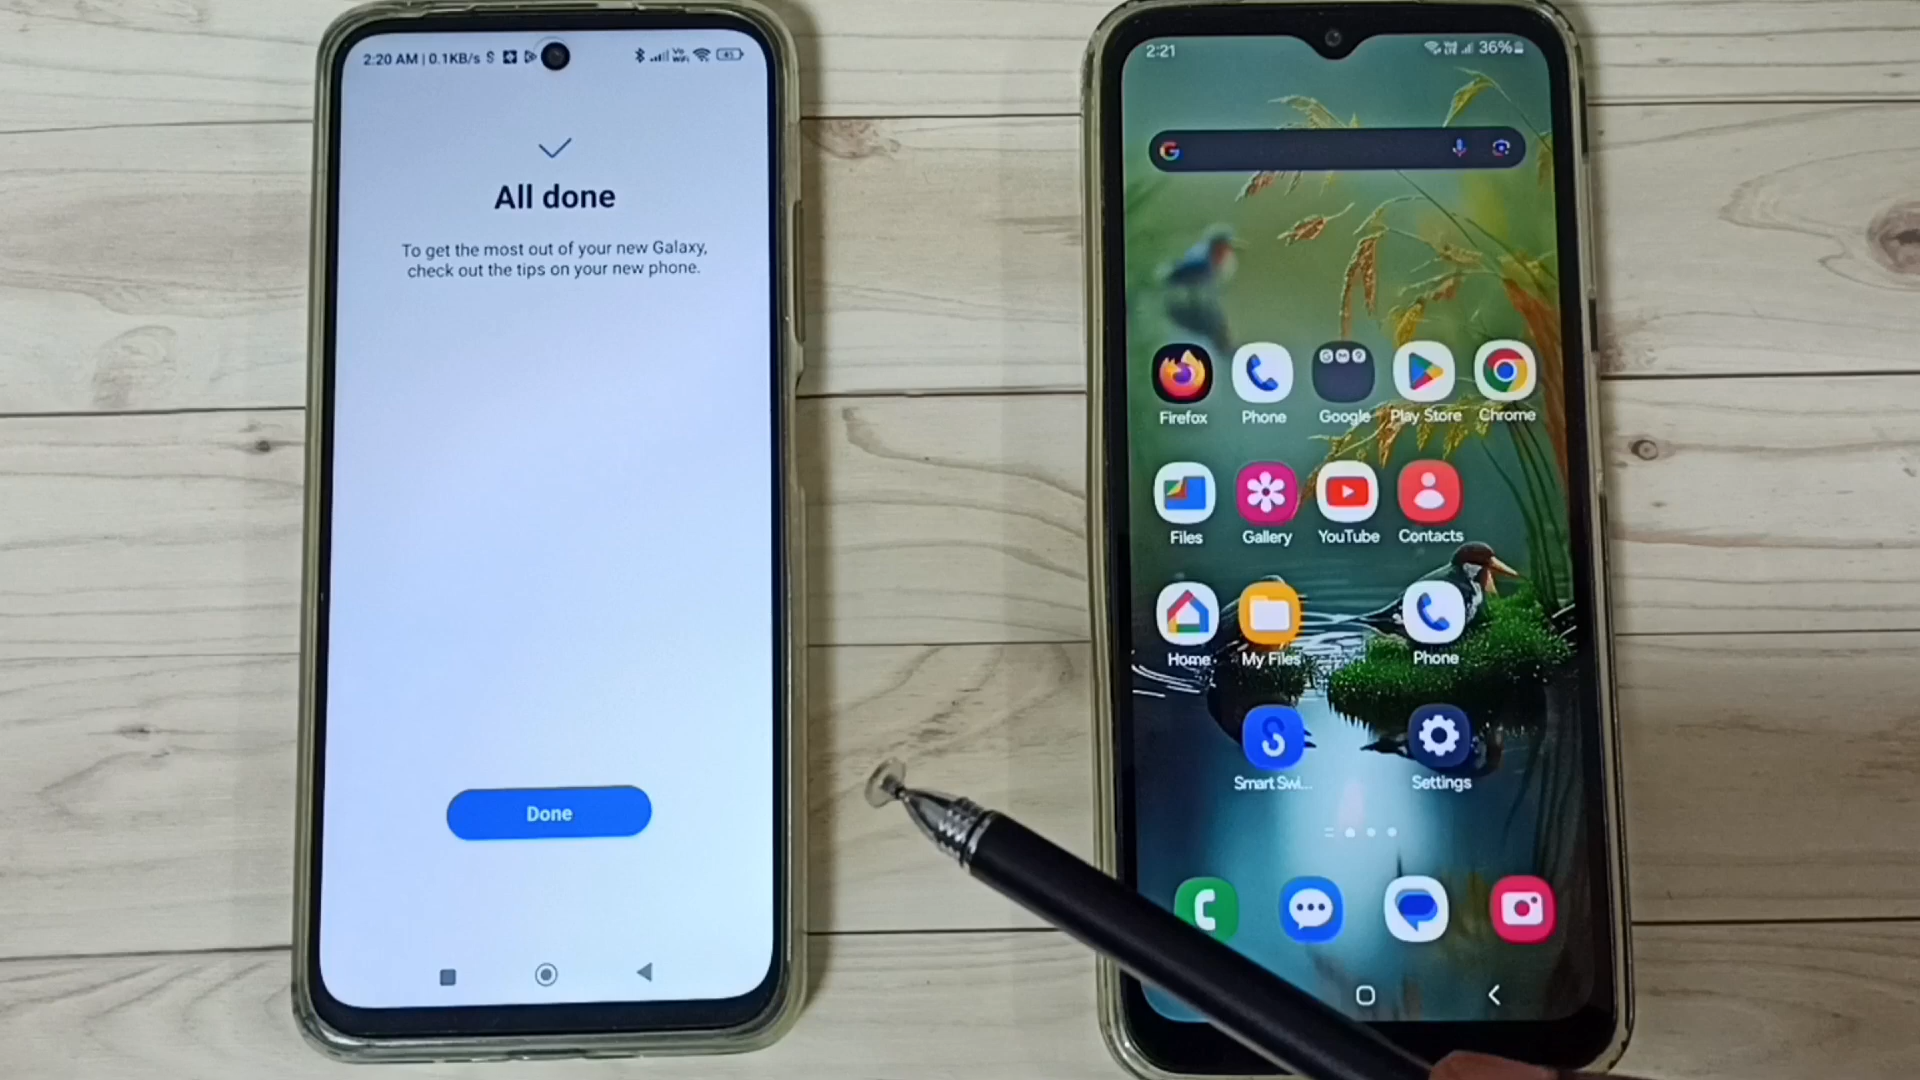 2:20 AM | 0.1KB/s
45
All done
To get the most out of your new Galaxy,
check out the tips on your new phone.
Done
2:21
36%
Firefox
Phone
Google
Play Store
Chrome
Files
Gallery
YouTube
Contacts
Home
My Files
Phone
Smart Swi...
Settings